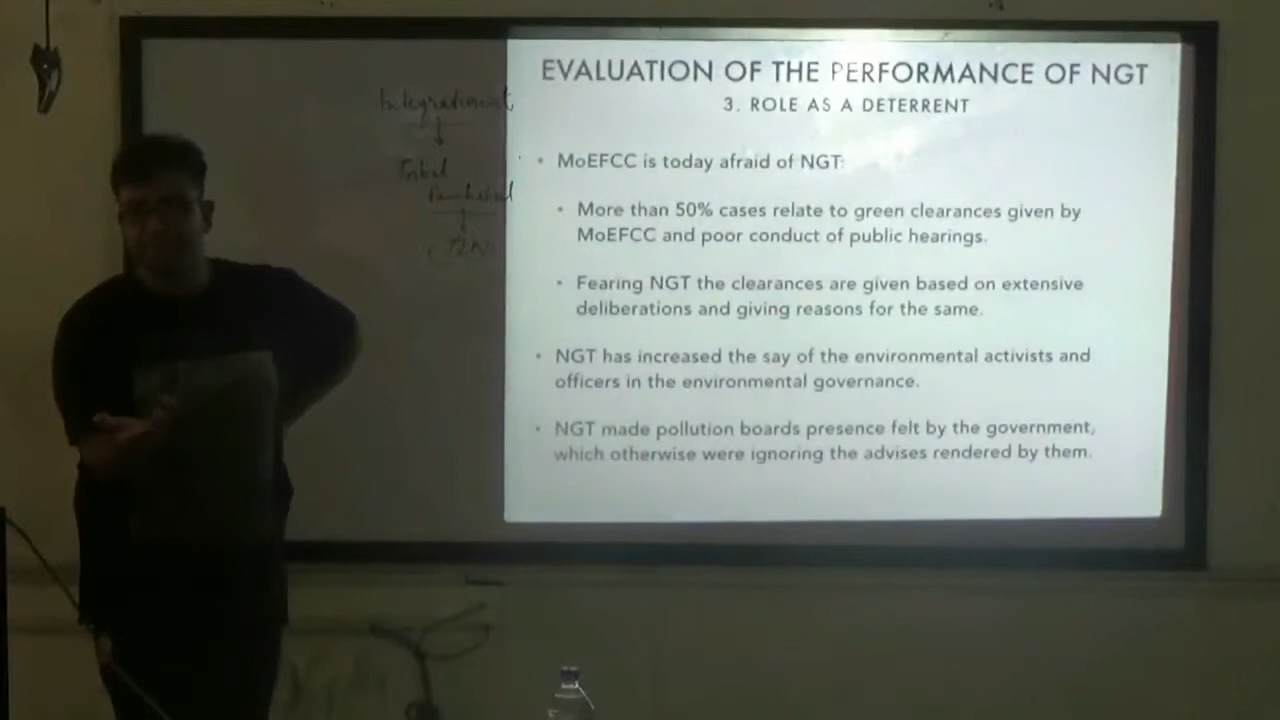 EVALUATION OF THE PERFORMANCE OF NGT
3. ROLE AS A DETERRENT
• MoEFCC is today afraid of NGT:
• More than 50% cases relate to green clearances given by
MoEFCC and poor conduct of public hearings.
• Fearing NGT the clearances are given based on extensive
deliberations and giving reasons for the same.
• NGT has increased the say of the environmental activists and
officers in the environmental governance.
• NGT made pollution boards presence felt by the government,
which otherwise were ignoring the advises rendered by them.